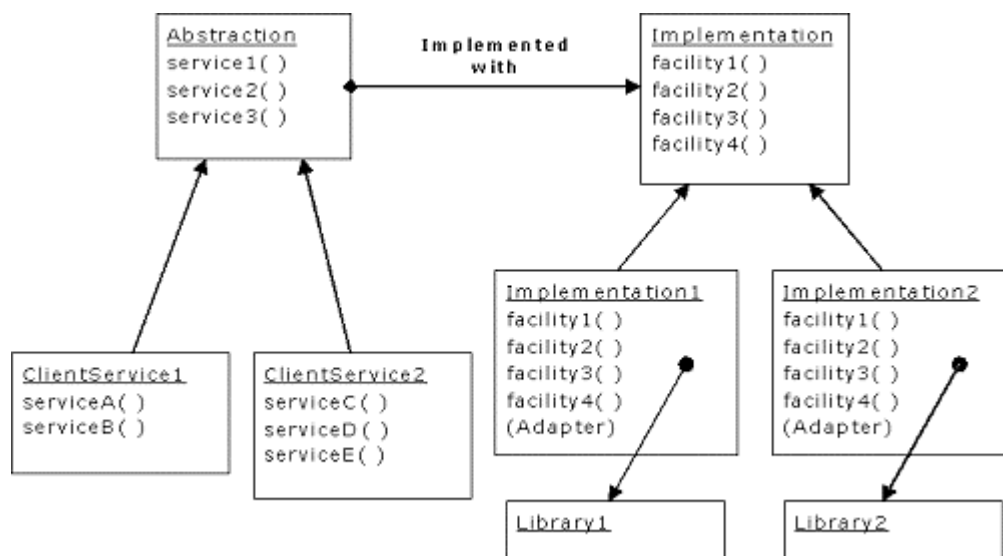 Abstraction
service1( )
service2( )
service3( )
Implemented
with
Implementation
facility1( )
facility2( )
facility3( )
facility4( )
ClientService1
serviceA( )
serviceB( )
ClientService2
serviceC( )
serviceD( )
serviceE( )
Implementation1
facility1( )
facility2( )
facility3( )
facility4( )
(Adapter)
Implementation2
facility1( )
facility2( )
facility3( )
facility4( )
(Adapter)
Library1
Library2